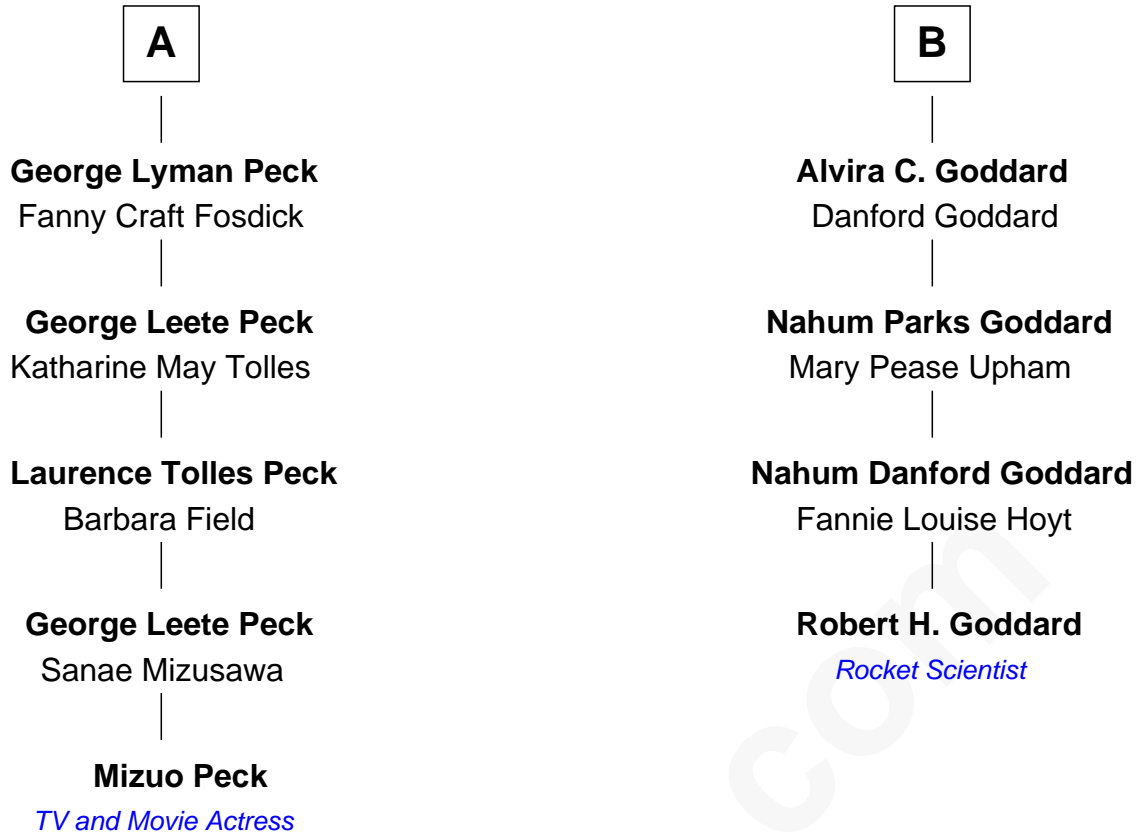 A
George Lyman Peck
Fanny Craft Fosdick
George Leete Peck
Katharine May Tolles
Laurence Tolles Peck
Barbara Field
George Leete Peck
Sanae Mizusawa
Mizuo Peck
TV and Movie Actress
B
Alvira C. Goddard
Danford Goddard
Nahum Parks Goddard
Mary Pease Upham
Nahum Danford Goddard
Fannie Louise Hoyt
Robert H. Goddard
Rocket Scientist
com